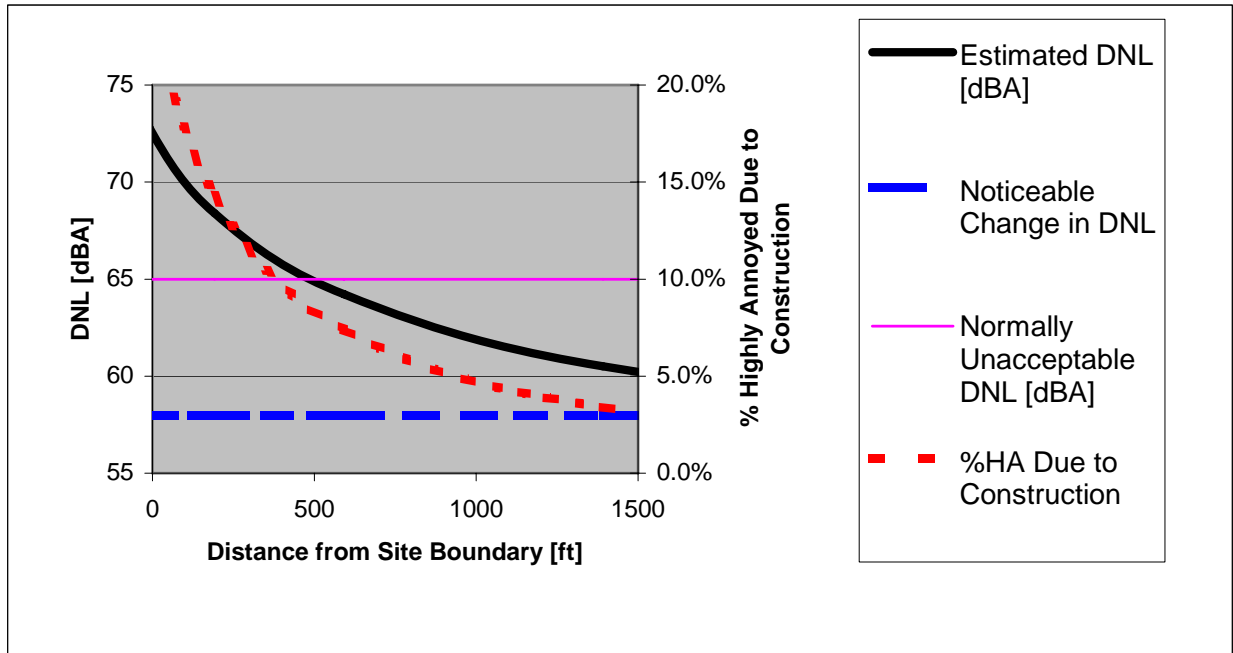 75
70
65
60
55
DNL [dBA]
0
500
1000
1500
Distance from Site Boundary [ft]
20.0%
15.0%
10.0%
5.0%
0.0%
% Highly Annoyed Due to
Construction
Estimated DNL
[dBA]
Noticeable
Change in DNL
Normally
Unacceptable
DNL [dBA]
%HA Due to
Construction